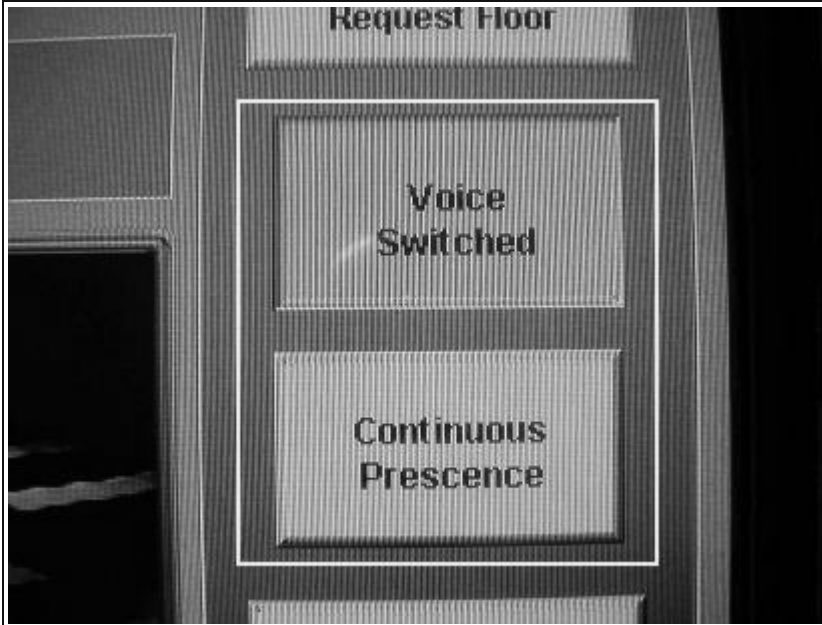 Request Floor
Voice
Switched
Continuous
Prescence